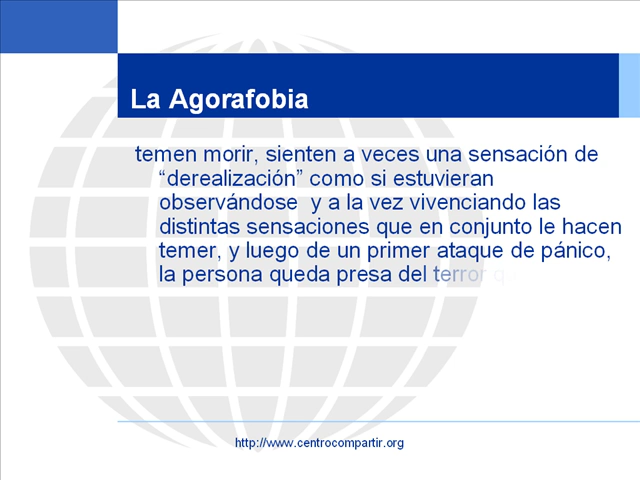 La Agorafobia
temen morir, sienten a veces una sensación de
“derealización” como si estuvieran
observándose  y a la vez vivenciando las
distintas sensaciones que en conjunto le hacen
temer, y luego de un primer ataque de pánico,
la persona queda presa del terror
http://www.centrocompartir.org